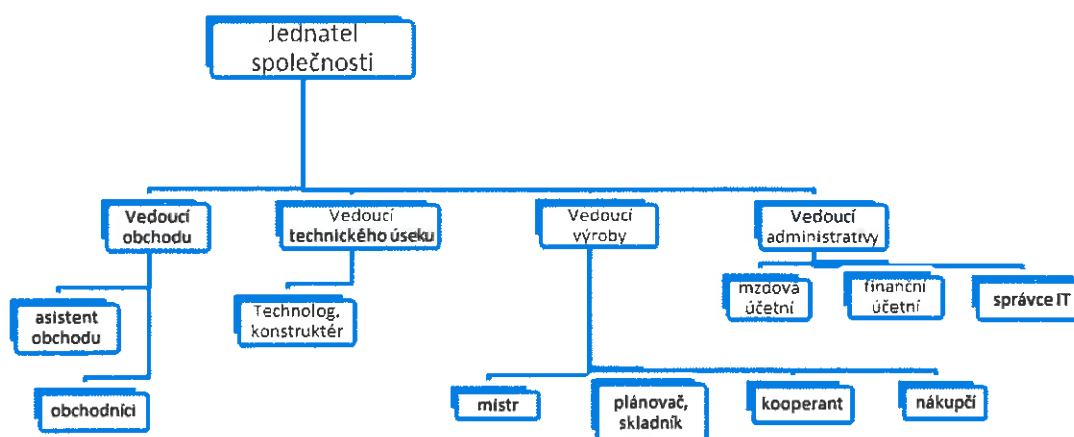 Jednatel
společnosti
Vedoucí
obchodu
Vedoucí
technického úseku
Vedoucí
výroby
Vedoucí
administrativy
asistent
obchodu
obchodníci
Technolog,
konstruktér
mistr
plánovač,
skladník
kooperant
nákupčí
mzdová
účetní
finanční
účetní
správce IT